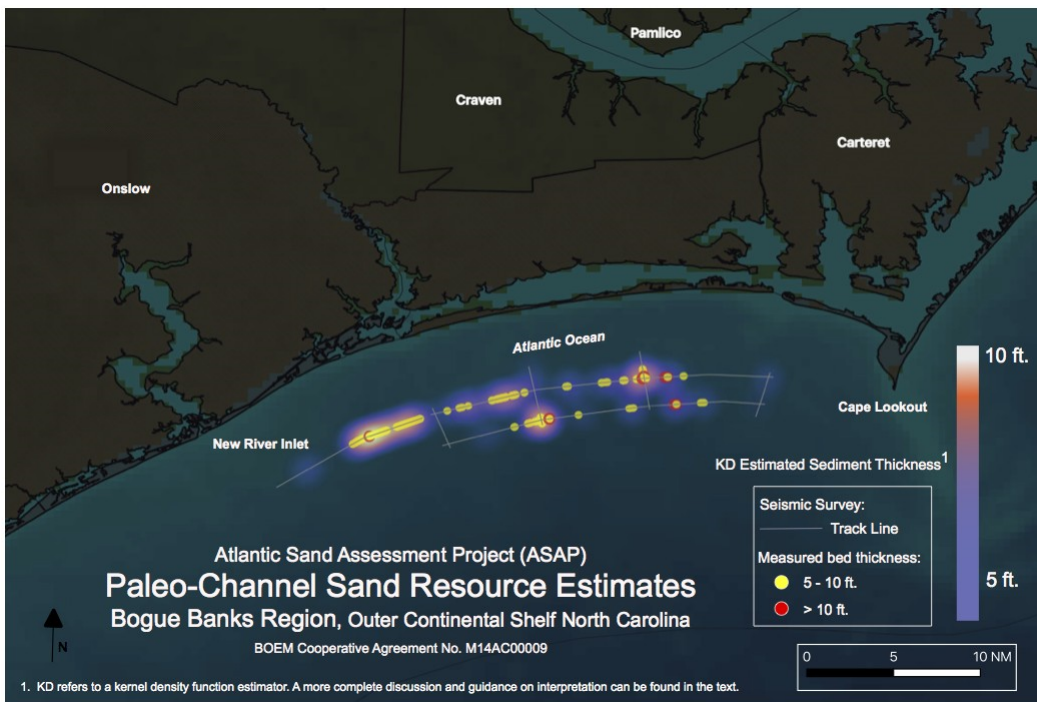 Pamlico
Craven
Carteret
Onslow
Atlantic Ocean
10 ft.
Cape Lookout
New River Inlet
KD Estimated Sediment Thickness1
Seismic Survey:
Track Line
Measured bed thickness:
5 - 10 ft.
> 10 ft.
5 ft.
Atlantic Sand Assessment Project (ASAP)
Paleo-Channel Sand Resource Estimates
Bogue Banks Region, Outer Continental Shelf North Carolina
BOEM Cooperative Agreement No. M14AC00009
N
0 5 10 NM
1. KD refers to a kernel density function estimator. A more complete discussion and guidance on interpretation can be found in the text.